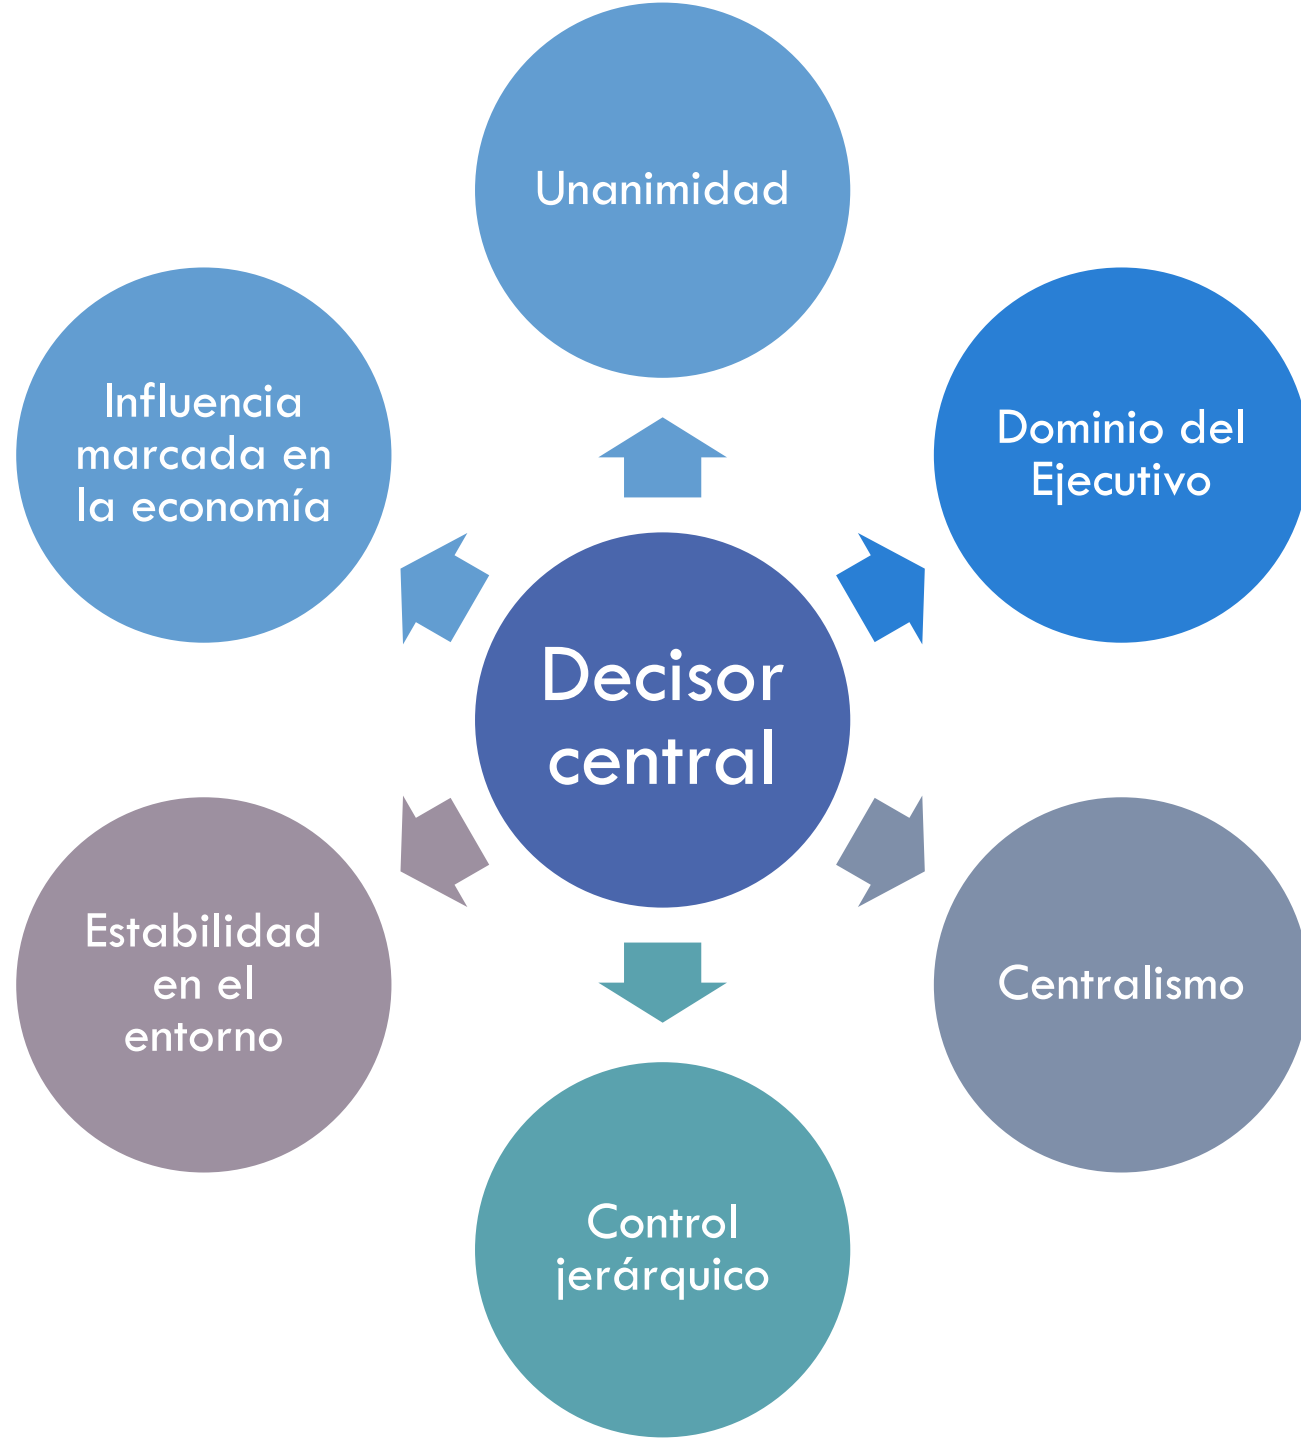 Unanimidad
Dominio del
Ejecutivo
Centralismo
Control
jerárquico
Estabilidad
en el
entorno
Influencia
marcada en
la economía
Decisor
central